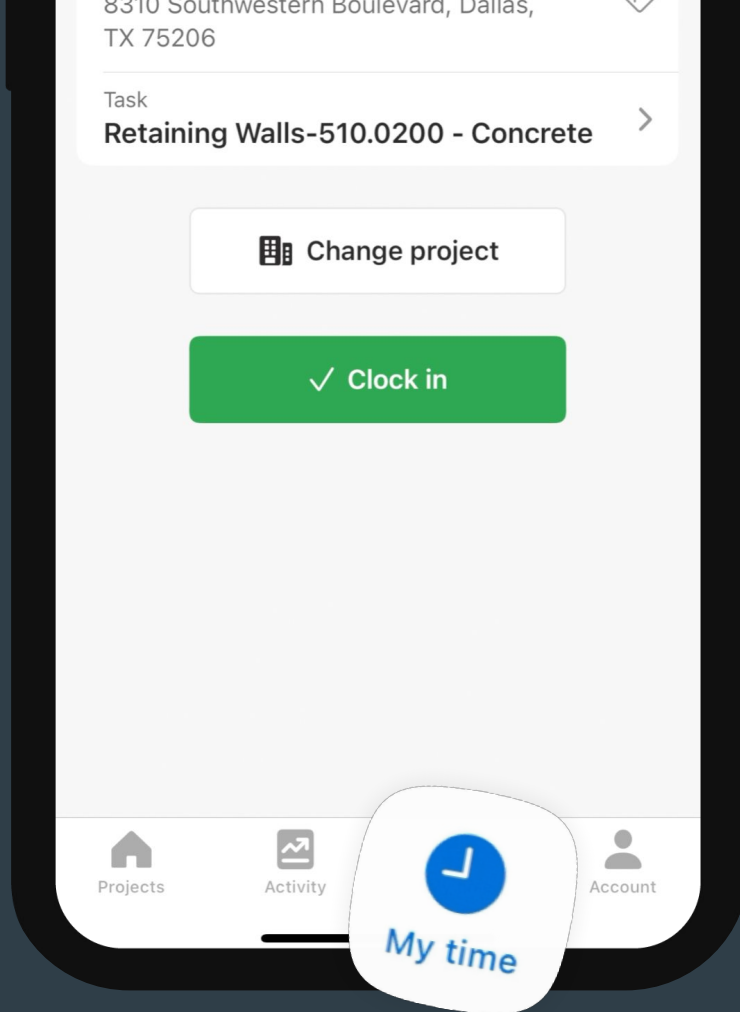 8310 Southwestern Boulevard, Dallas,
TX 75206
Task
Retaining Walls-510.0200 - Concrete
Change project
Clock in
Projects
Activity
My time
Account